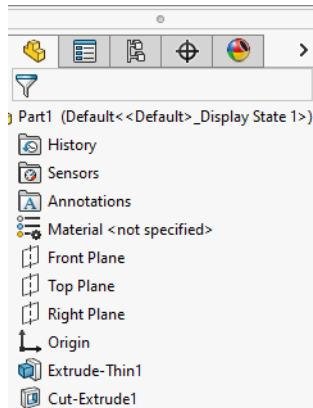 Part1 (Default<<Default>_Display State 1>)
History
Sensors
A Annotations
Material <not specified>
Front Plane
Top Plane
Right Plane
Origin
Extrude-Thin1
Cut-Extrude1